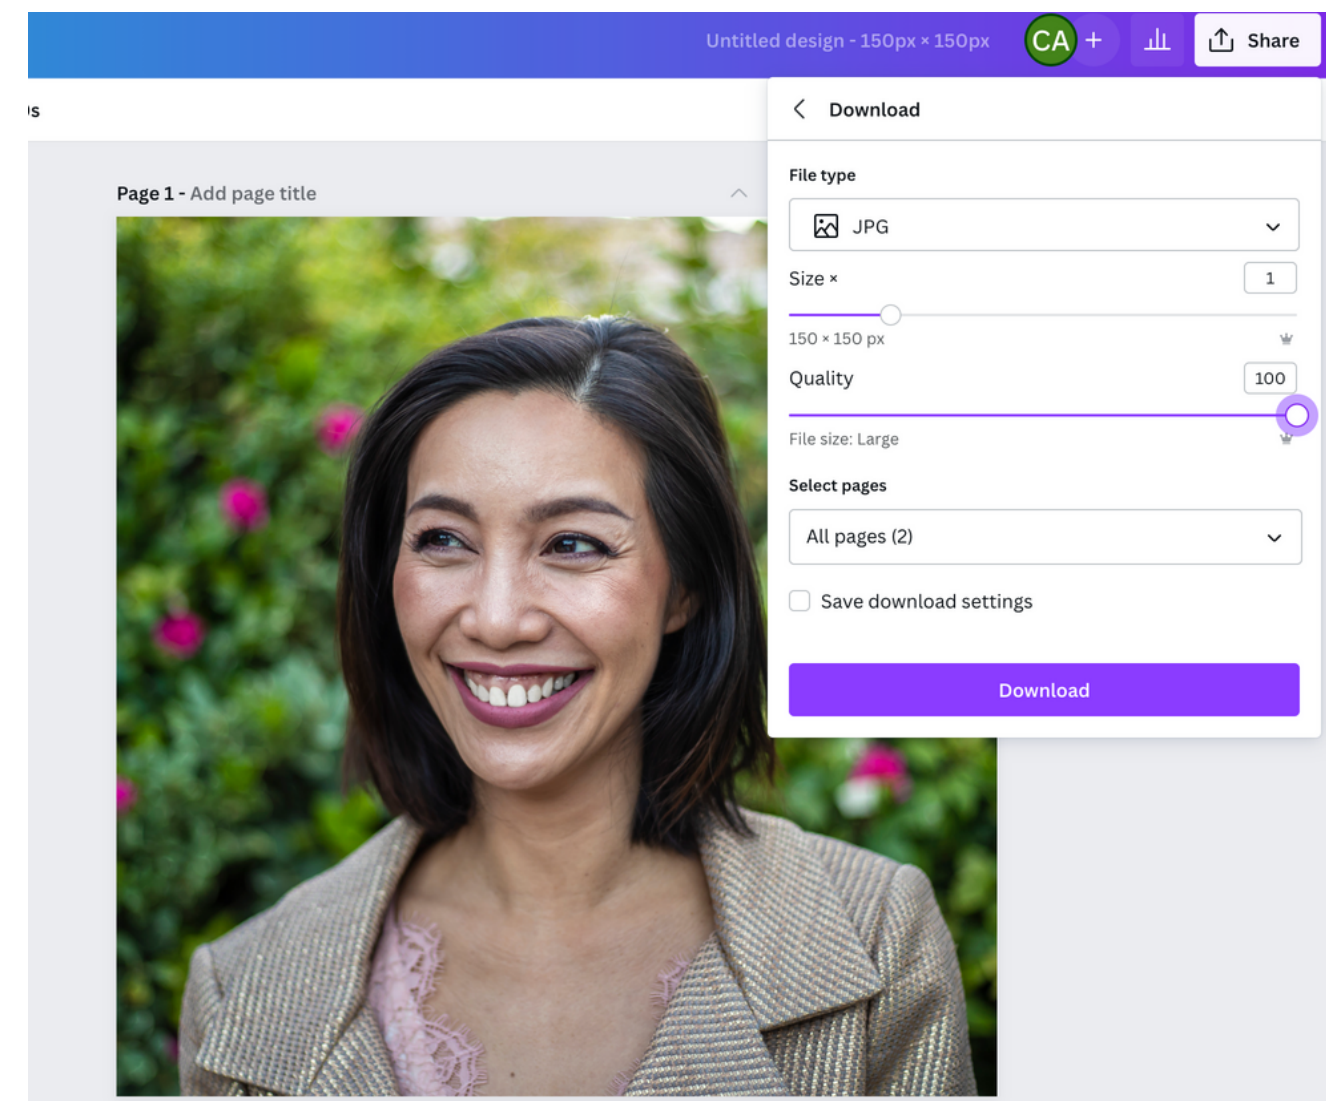 Untitled design - 150px × 150px
CA
+
Share
Download
File type
JPG
Size ×
1
150 × 150 px
Quality
100
File size: Large
Select pages
All pages (2)
Save download settings
Download
Page 1 - Add page title